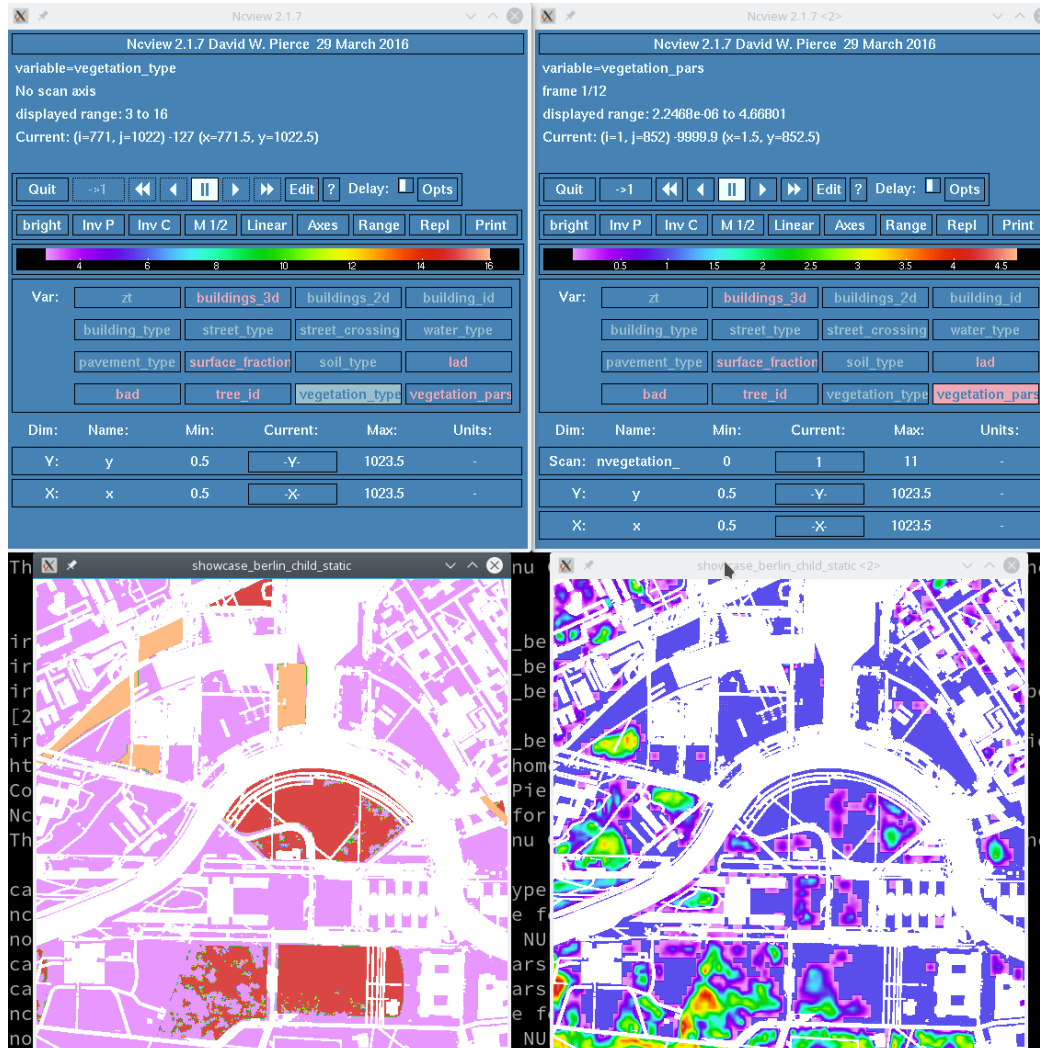 Ncview 2.1.7
Ncview 2.1.7 David W. Pierce 29 March 2016
variable=vegetation_type
No scan axis
displayed range: 3 to 16
Current: (i=771, j=1022) -127 (x=771.5, y=1022.5)
Quit ->1 Edit ? Delay: Opts
bright Inv P Inv C M 1/2 Linear Axes Range Repl Print
4 6 8 10 12 14 16
Var: zt buildings_3d buildings_2d building_id
building_type street_type street_crossing water_type
pavement_type surface_fraction soil_type lad
bad tree_id vegetation_type vegetation_pars
Dim: Name: Min: Current: Max: Units:
Y: y 0.5 -Y- 1023.5 -
X: x 0.5 -X- 1023.5 -
Ncview 2.1.7 <2>
Ncview 2.1.7 David W. Pierce 29 March 2016
variable=vegetation_pars
frame 1/12
displayed range: 2.2468e-06 to 4.66801
Current: (i=1, j=852) -9999.9 (x=1.5, y=852.5)
Quit ->1 Edit ? Delay: Opts
bright Inv P Inv C M 1/2 Linear Axes Range Repl Print
0.5 1 1.5 2 2.5 3 3.5 4 4.5
Var: zt buildings_3d buildings_2d building_id
building_type street_type street_crossing water_type
pavement_type surface_fraction soil_type lad
bad tree_id vegetation_type vegetation_pars
Dim: Name: Min: Current: Max: Units:
Scan: nvegetation_ 0 1 11 -
Y: y 0.5 -Y- 1023.5 -
X: x 0.5 -X- 1023.5 -
showcase_berlin_child_static
showcase_berlin_child_static <2>